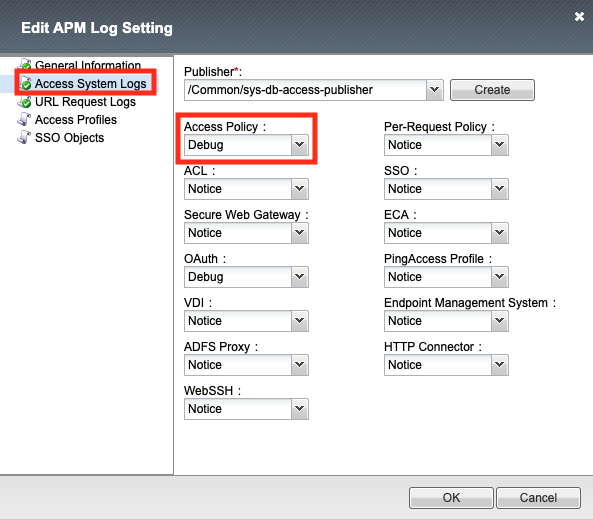 Edit APM Log Setting
General Information
Access System Logs
URL Request Logs
Access Profiles
SSO Objects
Publisher*:
/Common/sys-db-access-publisher
Create
Access Policy :
Debug
Per-Request Policy :
Notice
ACL :
Notice
SSO :
Notice
Secure Web Gateway :
Notice
ECA :
Notice
OAuth :
Debug
PingAccess Profile :
Notice
VDI :
Notice
Endpoint Management System :
Notice
ADFS Proxy :
Notice
HTTP Connector :
Notice
WebSSH :
Notice
OK
Cancel